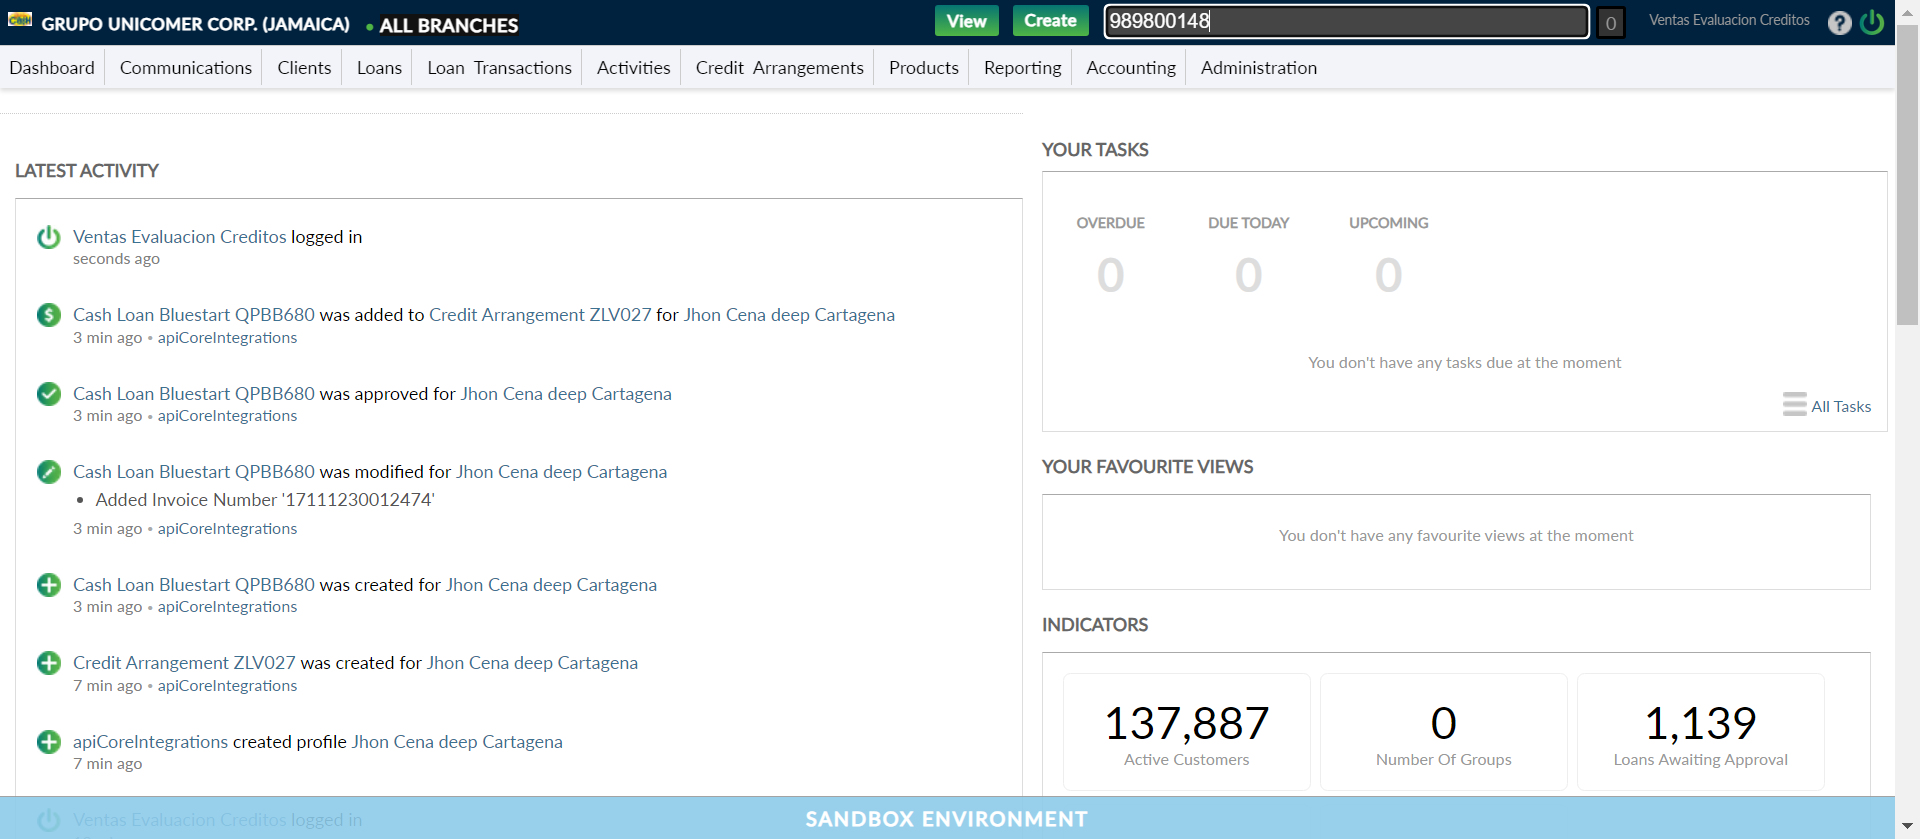 GRUPO UNICOMER CORP. (JAMAICA) • ALL BRANCHES
View Create 989800148 0 Ventas Evaluacion Creditos ?
Dashboard Communications Clients Loans Loan Transactions Activities Credit Arrangements Products Reporting Accounting Administration
LATEST ACTIVITY
Ventas Evaluacion Creditos logged in
seconds ago
Cash Loan Bluestart QPBB680 was added to Credit Arrangement ZLV027 for Jhon Cena deep Cartagena
3 min ago • apiCoreIntegrations
Cash Loan Bluestart QPBB680 was approved for Jhon Cena deep Cartagena
3 min ago • apiCoreIntegrations
Cash Loan Bluestart QPBB680 was modified for Jhon Cena deep Cartagena
• Added Invoice Number '17111230012474'
3 min ago • apiCoreIntegrations
Cash Loan Bluestart QPBB680 was created for Jhon Cena deep Cartagena
3 min ago • apiCoreIntegrations
Credit Arrangement ZLV027 was created for Jhon Cena deep Cartagena
7 min ago • apiCoreIntegrations
apiCoreIntegrations created profile Jhon Cena deep Cartagena
7 min ago
Ventas Evaluacion Creditos logged in
YOUR TASKS
OVERDUE DUE TODAY UPCOMING
0 0 0
You don't have any tasks due at the moment
All Tasks
YOUR FAVOURITE VIEWS
You don't have any favourite views at the moment
INDICATORS
137,887 0 1,139
Active Customers Number Of Groups Loans Awaiting Approval
SANDBOX ENVIRONMENT